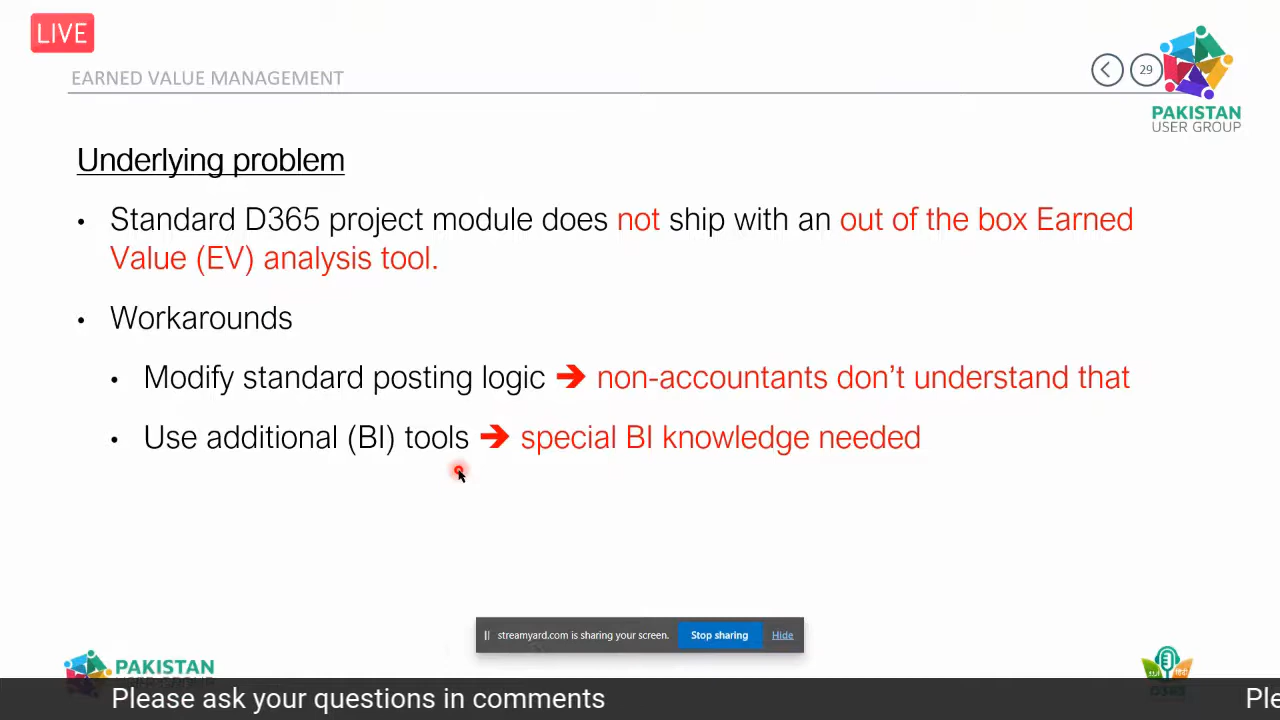 LIVE
EARNED VALUE MANAGEMENT
29
PAKISTAN
USER GROUP
Underlying problem
• Standard D365 project module does not ship with an out of the box Earned
Value (EV) analysis tool.
• Workarounds
• Modify standard posting logic ➔ non-accountants don’t understand that
• Use additional (BI) tools ➔ special BI knowledge needed
streamyard.com is sharing your screen.
Stop sharing
Hide
PAKISTAN
Please ask your questions in comments
Ple